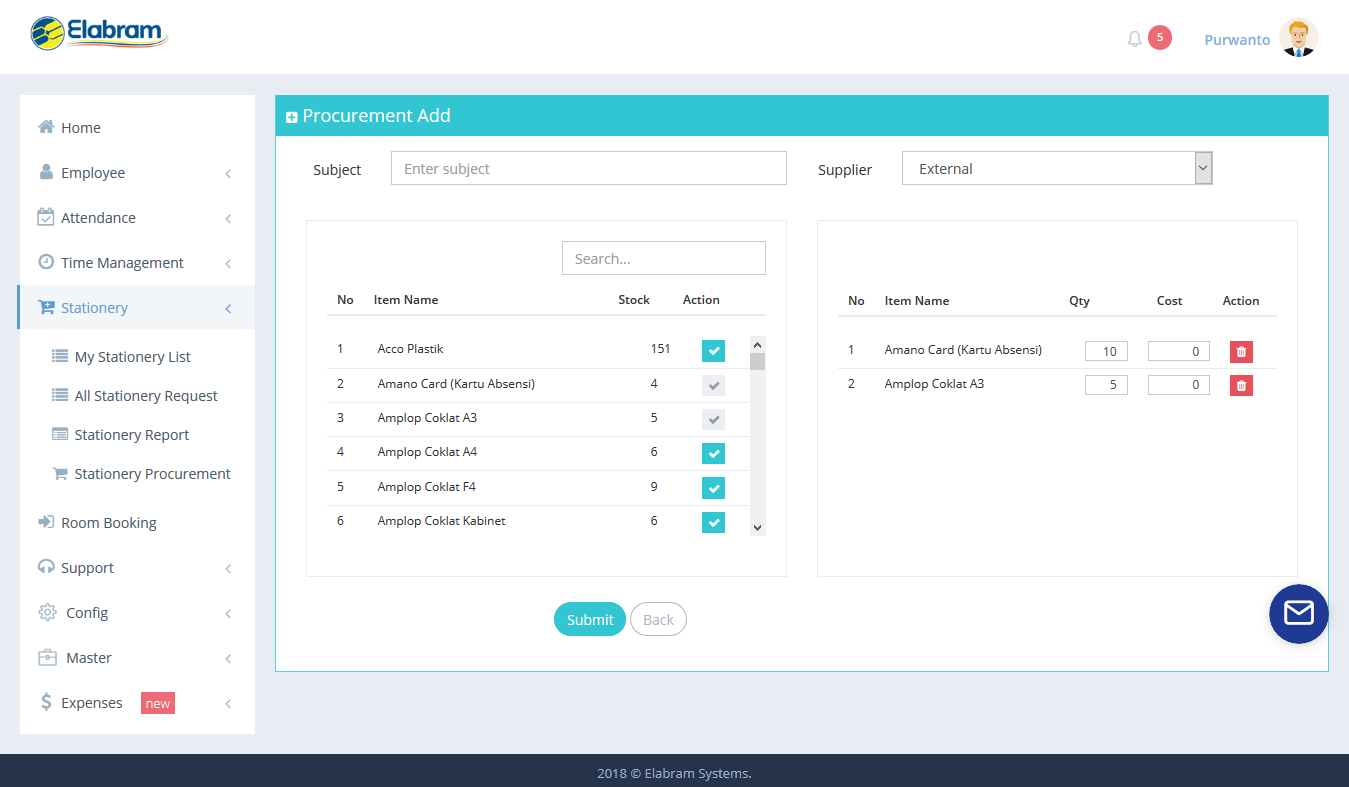 Elabram
5
Purwanto
Home
Employee
Attendance
Time Management
Stationery
My Stationery List
All Stationery Request
Stationery Report
Stationery Procurement
Room Booking
Support
Config
Master
Expenses new
Procurement Add
Subject Enter subject Supplier External
Search...
No Item Name Stock Action
1 Acco Plastik 151
2 Amano Card (Kartu Absensi) 4
3 Amplop Coklat A3 5
4 Amplop Coklat A4 6
5 Amplop Coklat F4 9
6 Amplop Coklat Kabinet 6
No Item Name Qty Cost Action
1 Amano Card (Kartu Absensi) 10 0
2 Amplop Coklat A3 5 0
Submit Back
2018 © Elabram Systems.